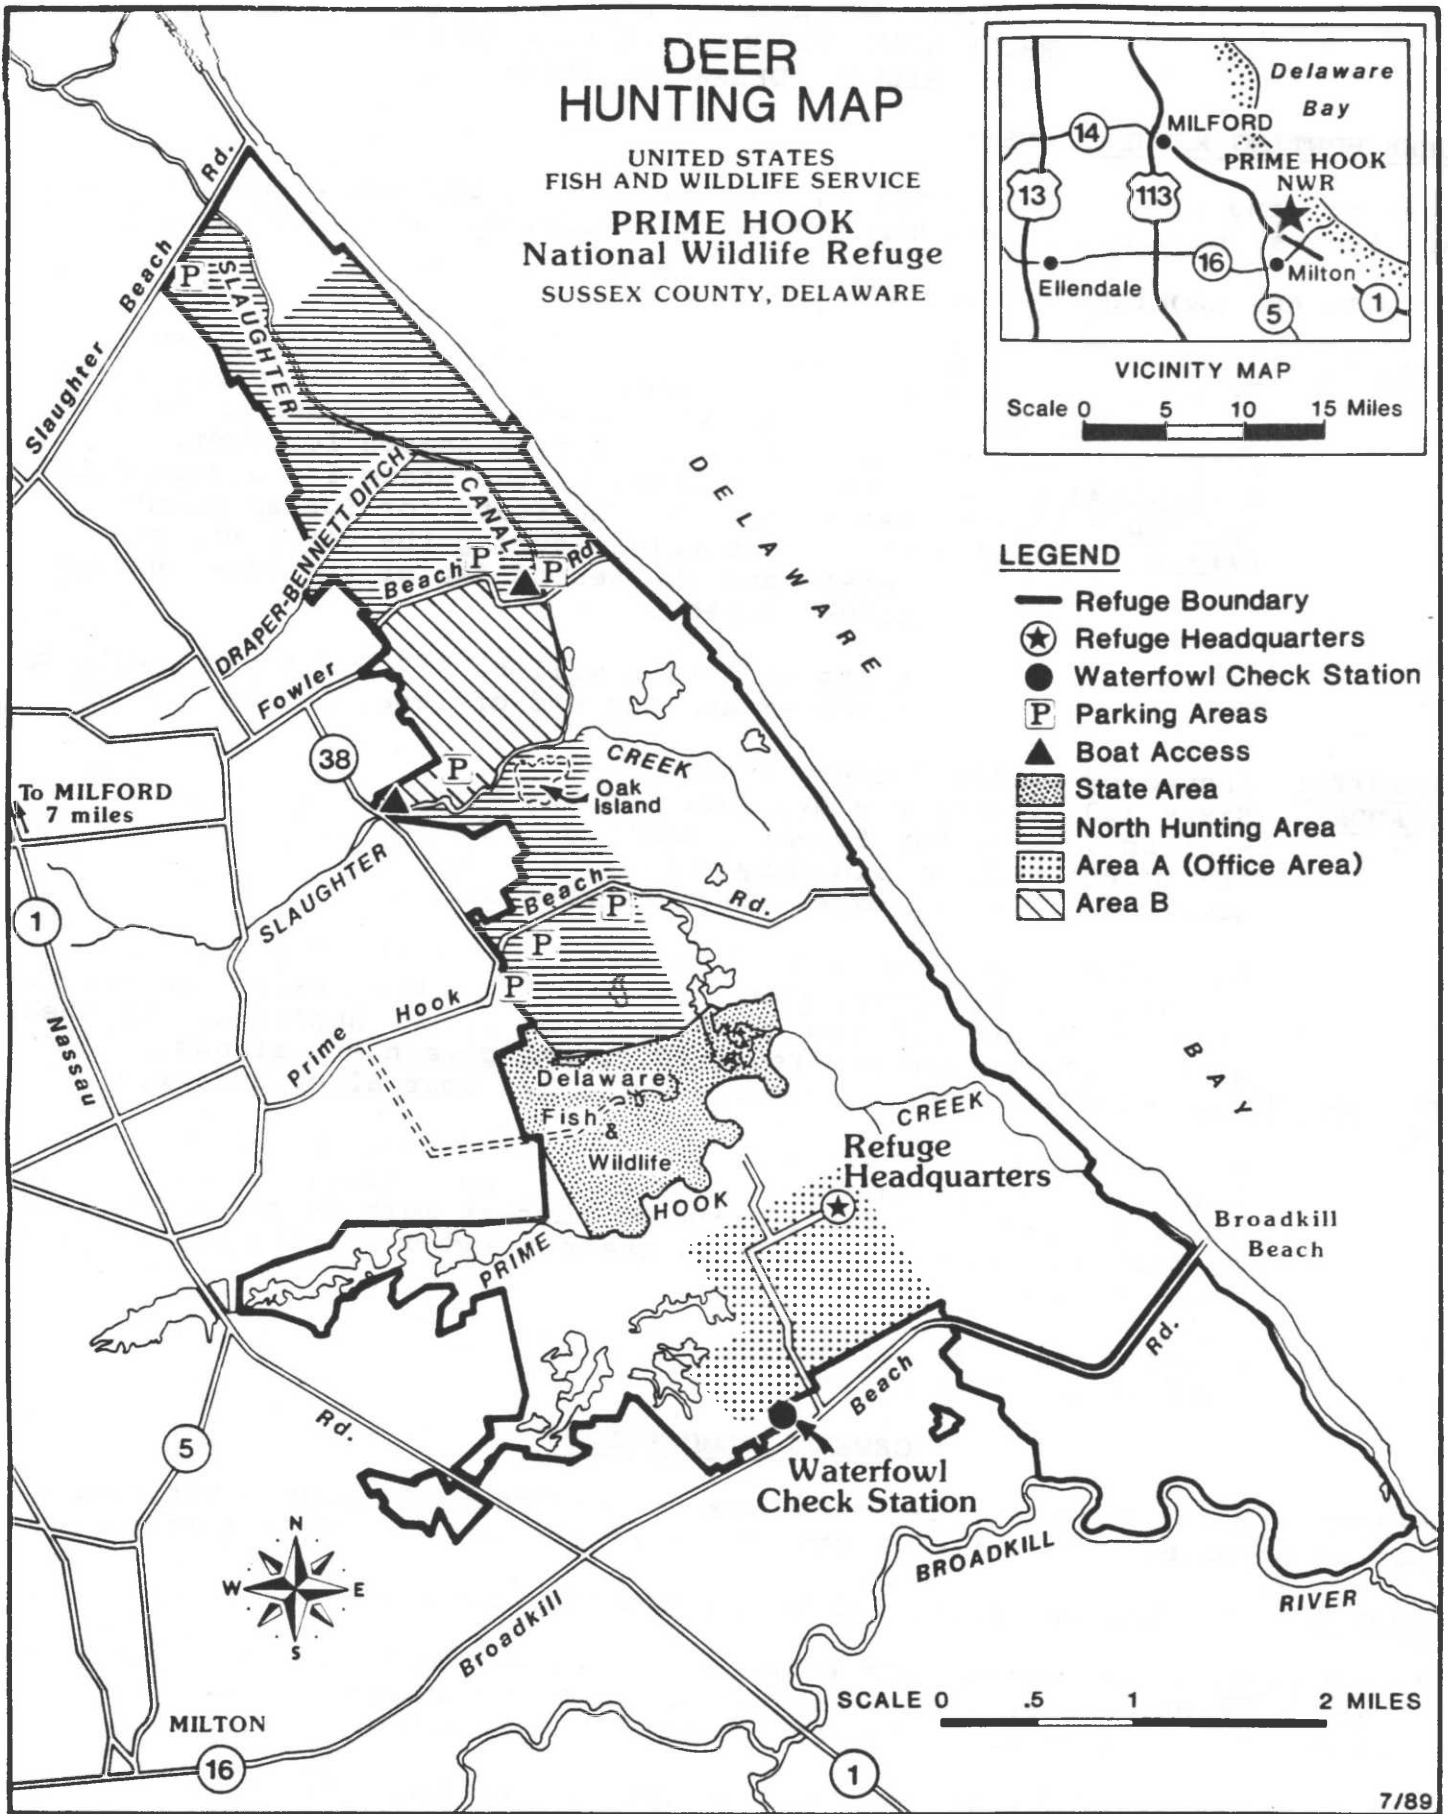 DEER
HUNTING MAP
UNITED STATES
FISH AND WILDLIFE SERVICE
PRIME HOOK
National Wildlife Refuge
SUSSEX COUNTY, DELAWARE
Delaware
Bay
14
MILFORD
PRIME HOOK
NWR
13
113
16
Ellendale
Milton
5
1
VICINITY MAP
Scale 0 5 10 15 Miles
LEGEND
Refuge Boundary
Refuge Headquarters
Waterfowl Check Station
P Parking Areas
Boat Access
State Area
North Hunting Area
Area A (Office Area)
Area B
Slaughter Beach Rd.
P
SLAUGHTER
CANAL
DRAPER-BENNETT DITCH
DELAWARE
BAY
Fowler Beach Rd.
P
P
38
P
CREEK
Oak
Island
To MILFORD
7 miles
SLAUGHTER
1
Prime Hook Beach Rd.
P
P
P
Nassau Rd.
Delaware
Fish
&
Wildlife
CREEK
Refuge
Headquarters
HOOK
PRIME
Broadkill
Beach
5
Broadkill Beach Rd.
Waterfowl
Check Station
BROADKILL
RIVER
N
W E
S
SCALE 0 .5 1 2 MILES
MILTON
16
1
7/89